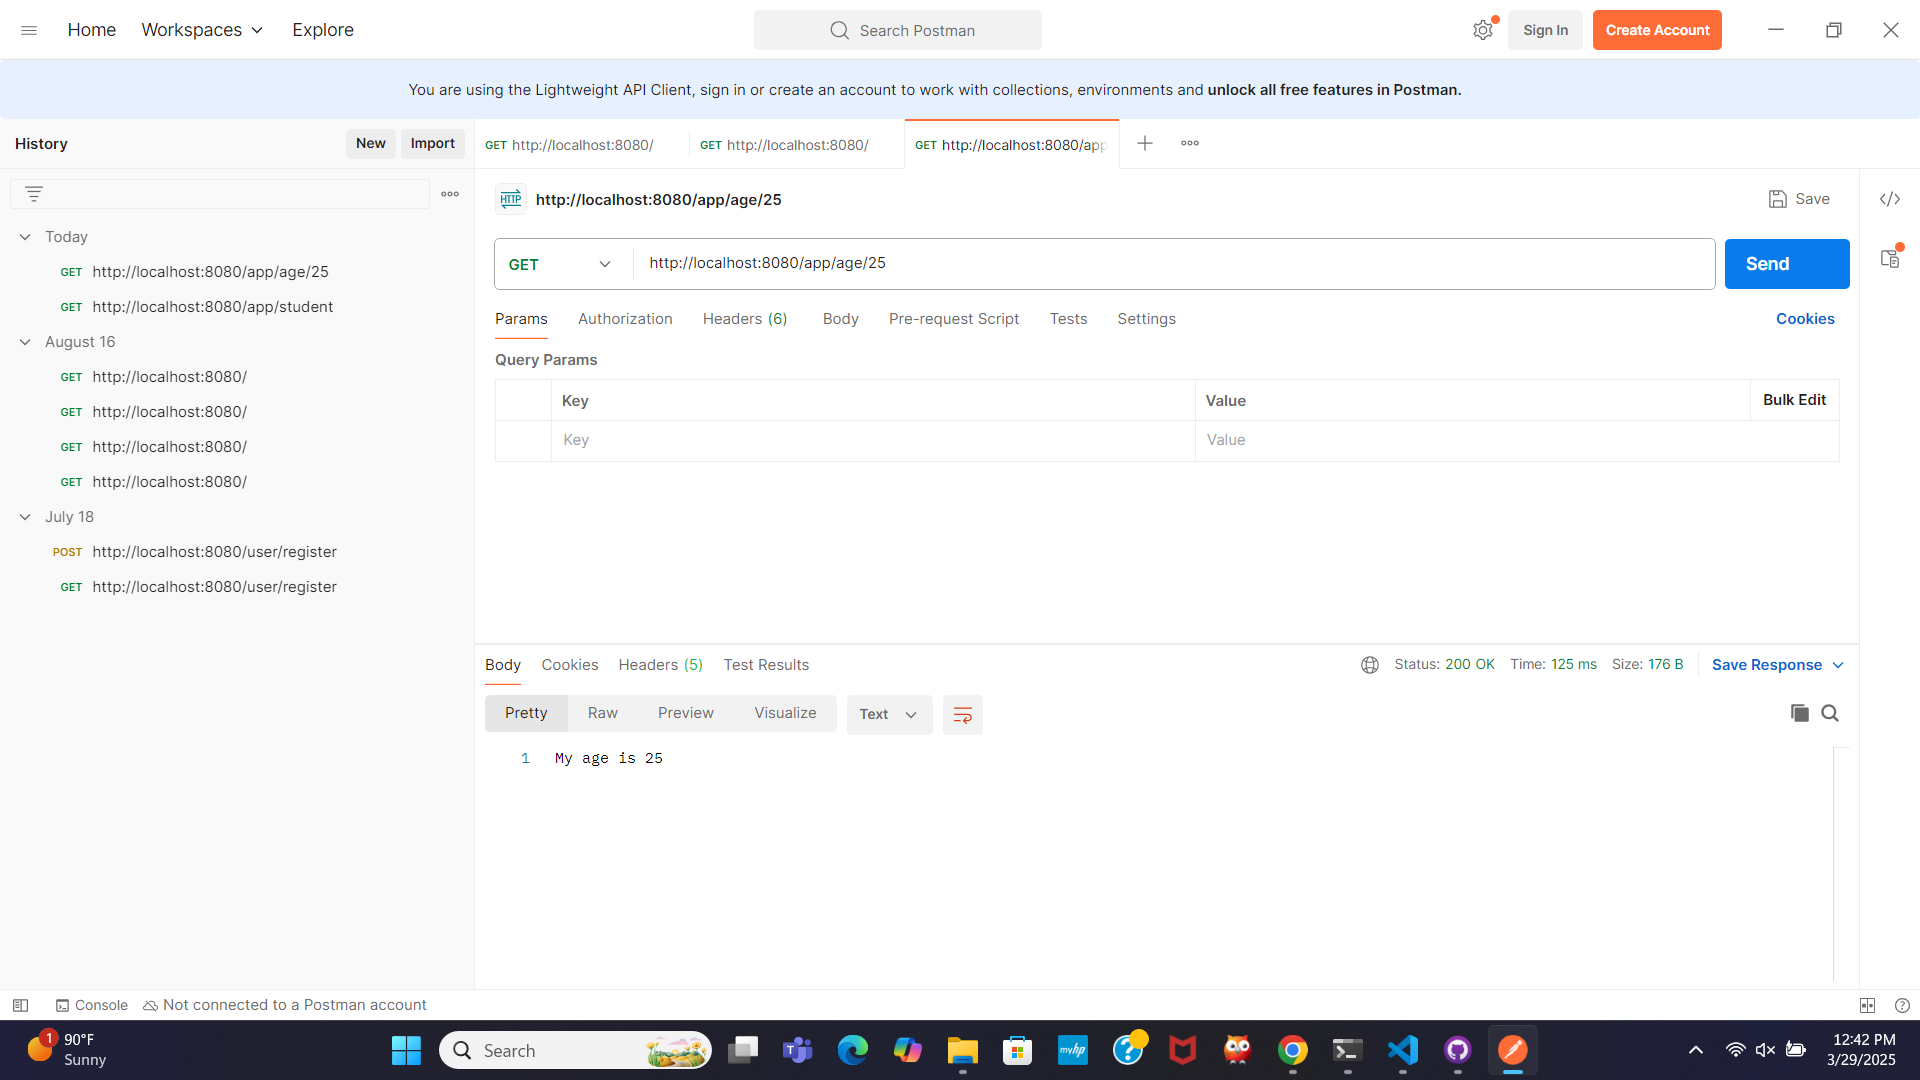 Home Workspaces Explore Search Postman Sign In Create Account
You are using the Lightweight API Client, sign in or create an account to work with collections, environments and unlock all free features in Postman.
History New Import
GET http://localhost:8080/ GET http://localhost:8080/ GET http://localhost:8080/app
HTTP http://localhost:8080/app/age/25 Save
Today
GET http://localhost:8080/app/age/25
GET http://localhost:8080/app/student
August 16
GET http://localhost:8080/
GET http://localhost:8080/
GET http://localhost:8080/
GET http://localhost:8080/
July 18
POST http://localhost:8080/user/register
GET http://localhost:8080/user/register
GET http://localhost:8080/app/age/25 Send
Params Authorization Headers (6) Body Pre-request Script Tests Settings Cookies
Query Params
Key Value Bulk Edit
Key Value
Body Cookies Headers (5) Test Results Status: 200 OK Time: 125 ms Size: 176 B Save Response
Pretty Raw Preview Visualize Text
1 My age is 25
Console Not connected to a Postman account
1 90°F
Sunny
Search
myhp
12:42 PM
3/29/2025